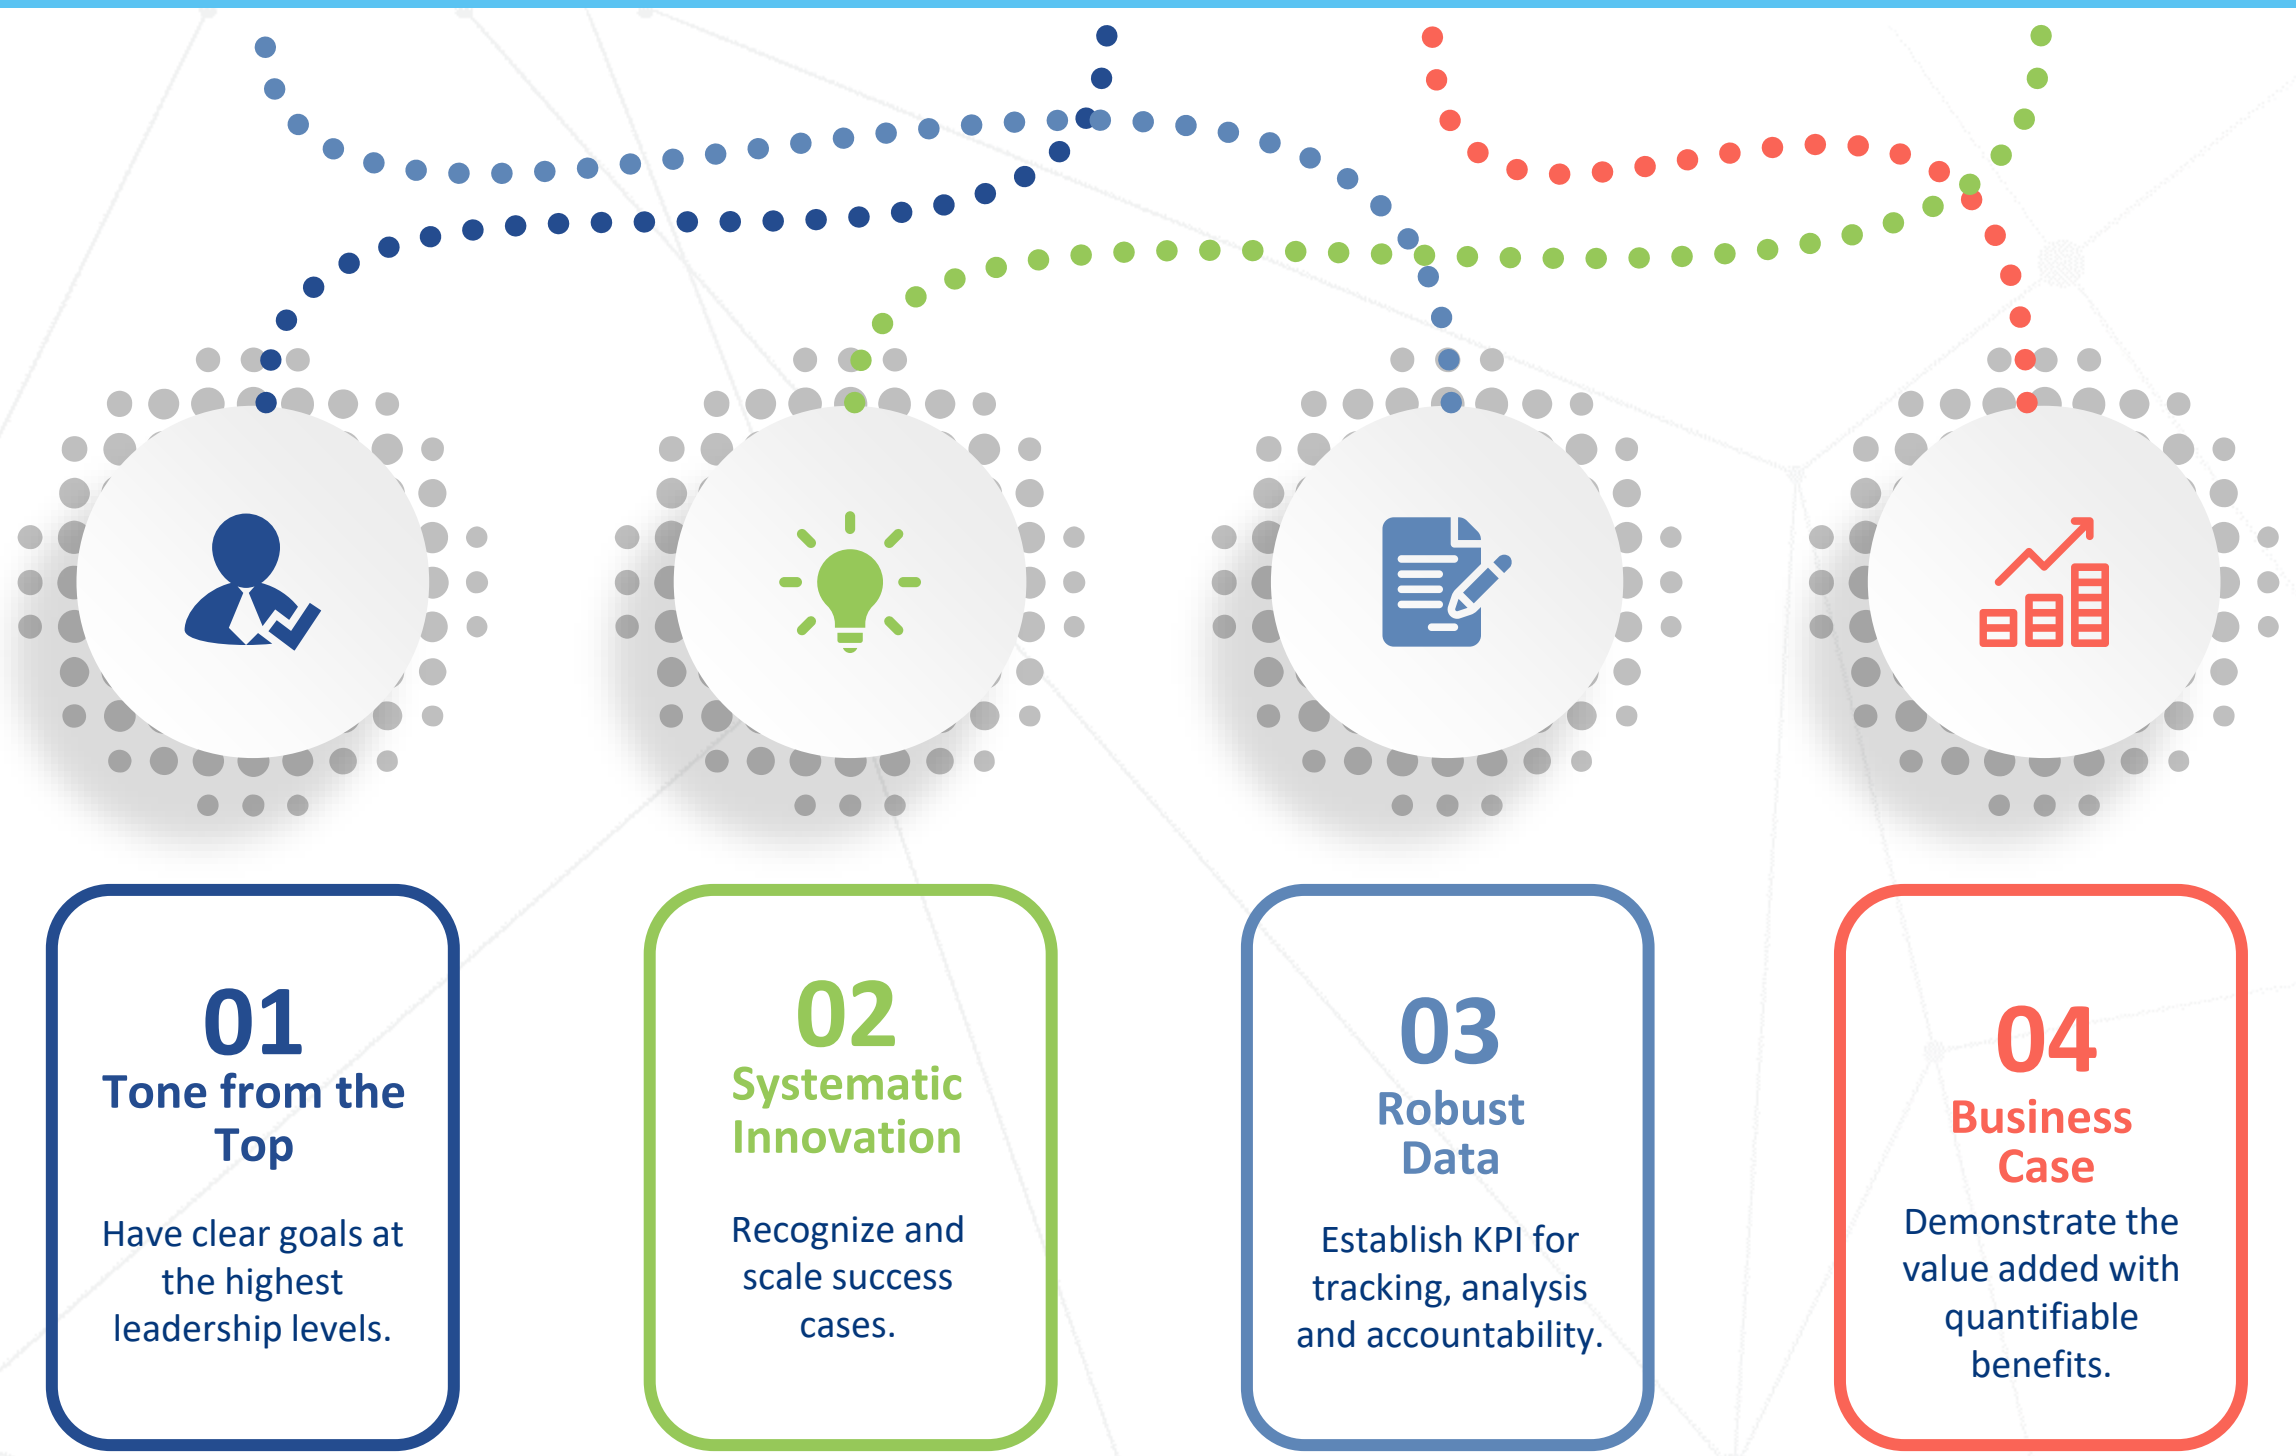 01
Tone from the
Top
Have clear goals at
the highest
leadership levels.
02
Systematic
Innovation
Recognize and
scale success
cases.
03
Robust
Data
Establish KPI for
tracking, analysis
and accountability.
04
Business
Case
Demonstrate the
value added with
quantifiable
benefits.